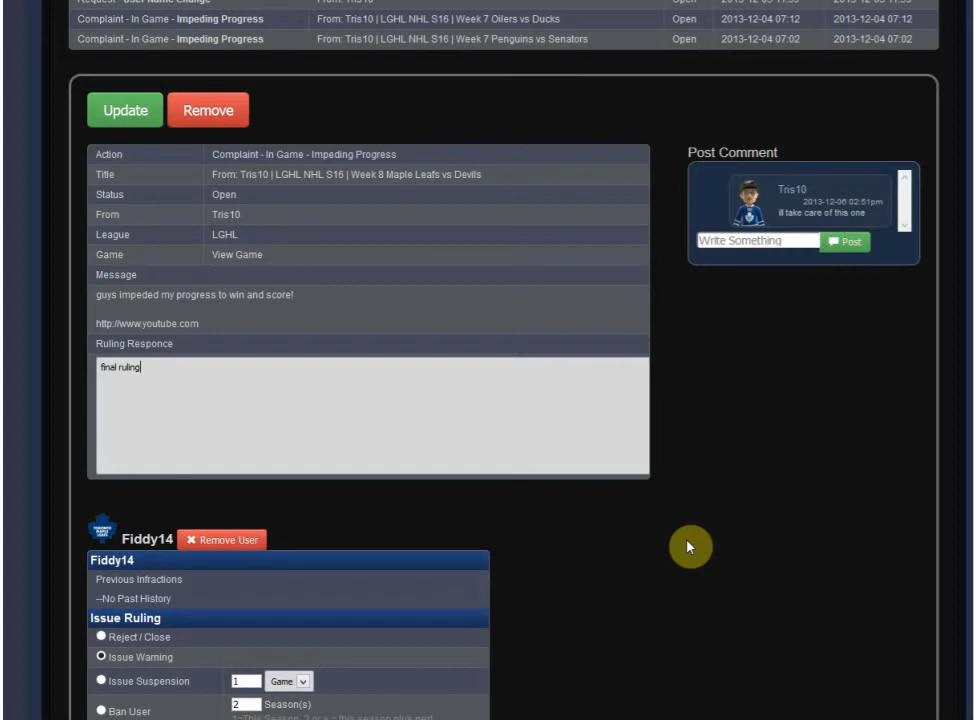 Request - User Name Change From: Tris10 Open
Complaint - In Game - Impeding Progress From: Tris10 | LGHL NHL S16 | Week 7 Oilers vs Ducks Open 2013-12-04 07:12 2013-12-04 07:12
Complaint - In Game - Impeding Progress From: Tris10 | LGHL NHL S16 | Week 7 Penguins vs Senators Open 2013-12-04 07:02 2013-12-04 07:02
Update Remove
Action Complaint - In Game - Impeding Progress
Title From: Tris10 | LGHL NHL S16 | Week 8 Maple Leafs vs Devils
Status Open
From Tris10
League LGHL
Game View Game
Message
guys impeded my progress to win and score!
http://www.youtube.com
Ruling Responce
final ruling
Post Comment
Tris10
2013-12-06 02:51pm
ill take care of this one
Write Something Post
Fiddy14 Remove User
Fiddy14
Previous Infractions
--No Past History
Issue Ruling
Reject / Close
Issue Warning
Issue Suspension 1 Game
Ban User 2 Season(s)